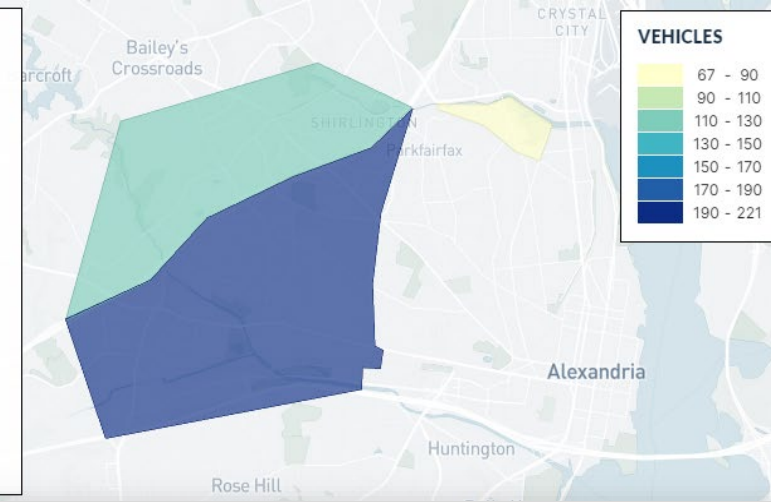 CRYSTAL
CITY
Bailey's
Crossroads
arcroft
SHIRLINGTON
Parkfairfax
Alexandria
Huntington
Rose Hill
VEHICLES
67 - 90
90 - 110
110 - 130
130 - 150
150 - 170
170 - 190
190 - 221